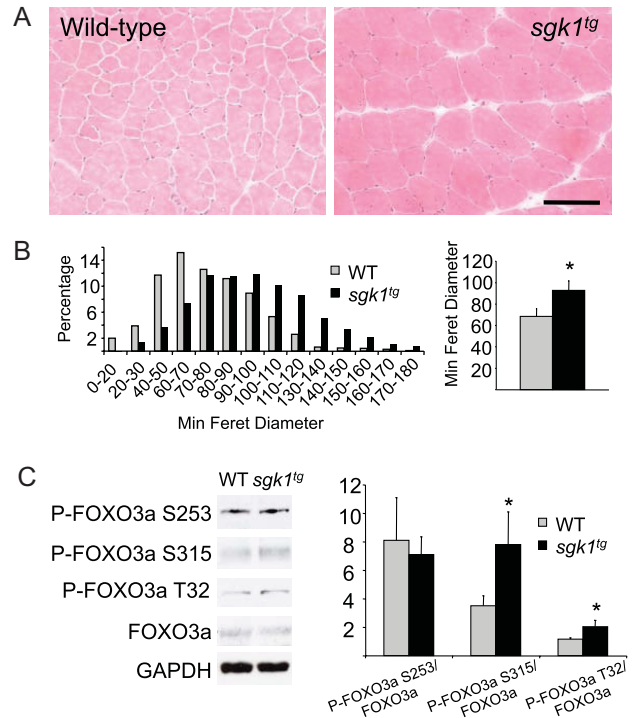 A
Wild-type
sgk1tg
B
Percentage
14
10
6
2
WT
sgk1tg
0-20
20-30
40-50
60-70
70-80
80-90
90-100
100-110
110-120
130-140
140-150
150-160
160-170
170-180
Min Feret Diameter
Min Feret Diameter
120
100
80
60
40
20
*
C
WT sgk1tg
P-FOXO3a S253
P-FOXO3a S315
P-FOXO3a T32
FOXO3a
GAPDH
12
10
8
6
4
2
*
*
WT
sgk1tg
P-FOXO3a S253/
FOXO3a
P-FOXO3a S315/
FOXO3a
P-FOXO3a T32/
FOXO3a